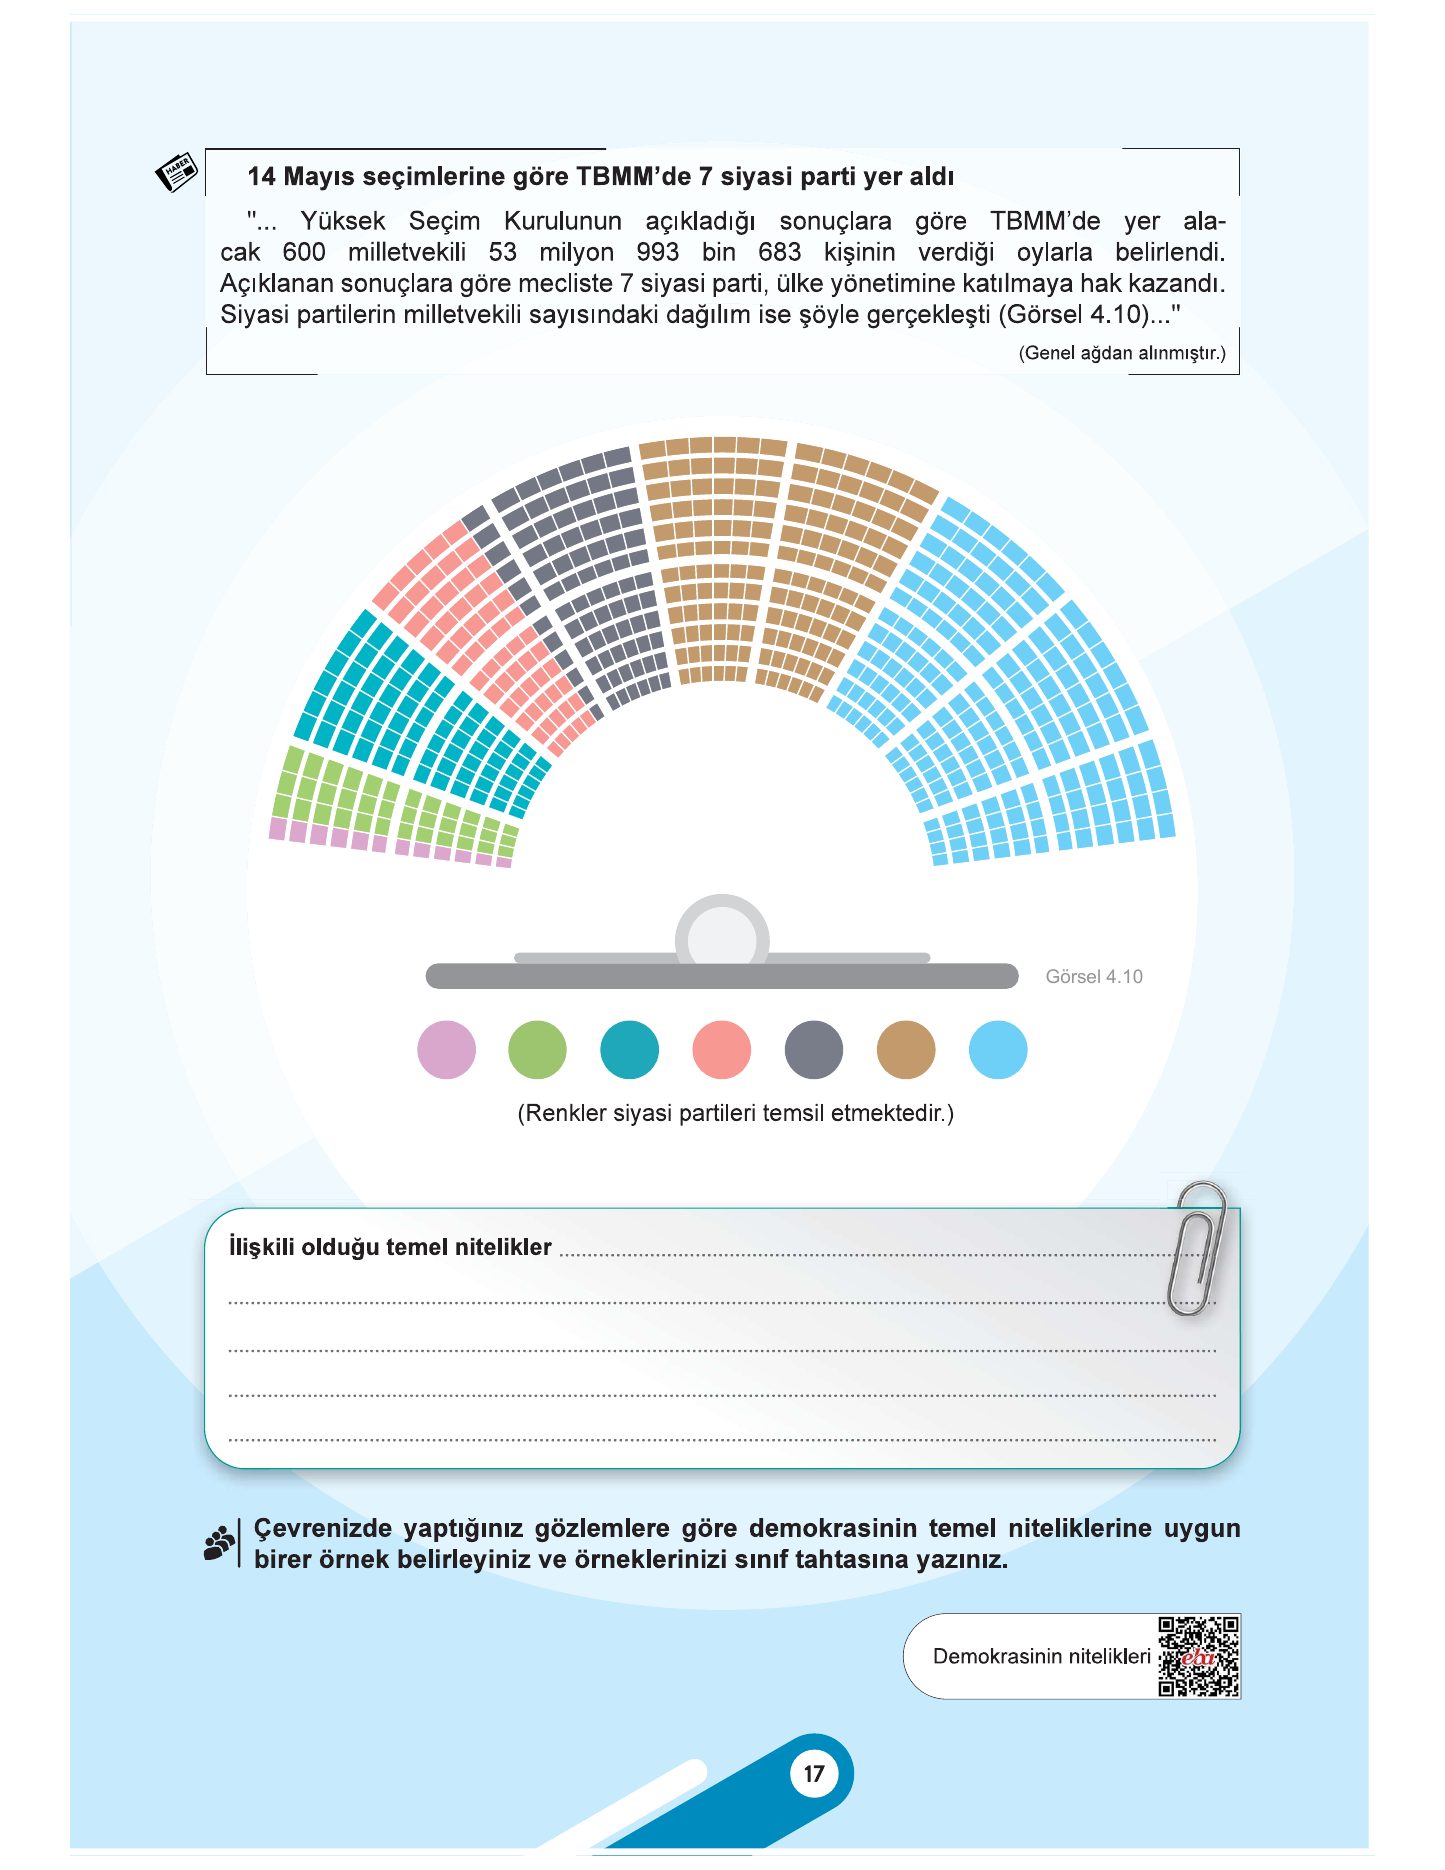 HABER
14 Mayıs seçimlerine göre TBMM’de 7 siyasi parti yer aldı
"... Yüksek Seçim Kurulunun açıkladığı sonuçlara göre TBMM’de yer ala-
cak 600 milletvekili 53 milyon 993 bin 683 kişinin verdiği oylarla belirlendi.
Açıklanan sonuçlara göre mecliste 7 siyasi parti, ülke yönetimine katılmaya hak kazandı.
Siyasi partilerin milletvekili sayısındaki dağılım ise şöyle gerçekleşti (Görsel 4.10)..."
(Genel ağdan alınmıştır.)
Görsel 4.10
(Renkler siyasi partileri temsil etmektedir.)
İlişkili olduğu temel nitelikler
Çevrenizde yaptığınız gözlemlere göre demokrasinin temel niteliklerine uygun
birer örnek belirleyiniz ve örneklerinizi sınıf tahtasına yazınız.
Demokrasinin nitelikleri
eba
17